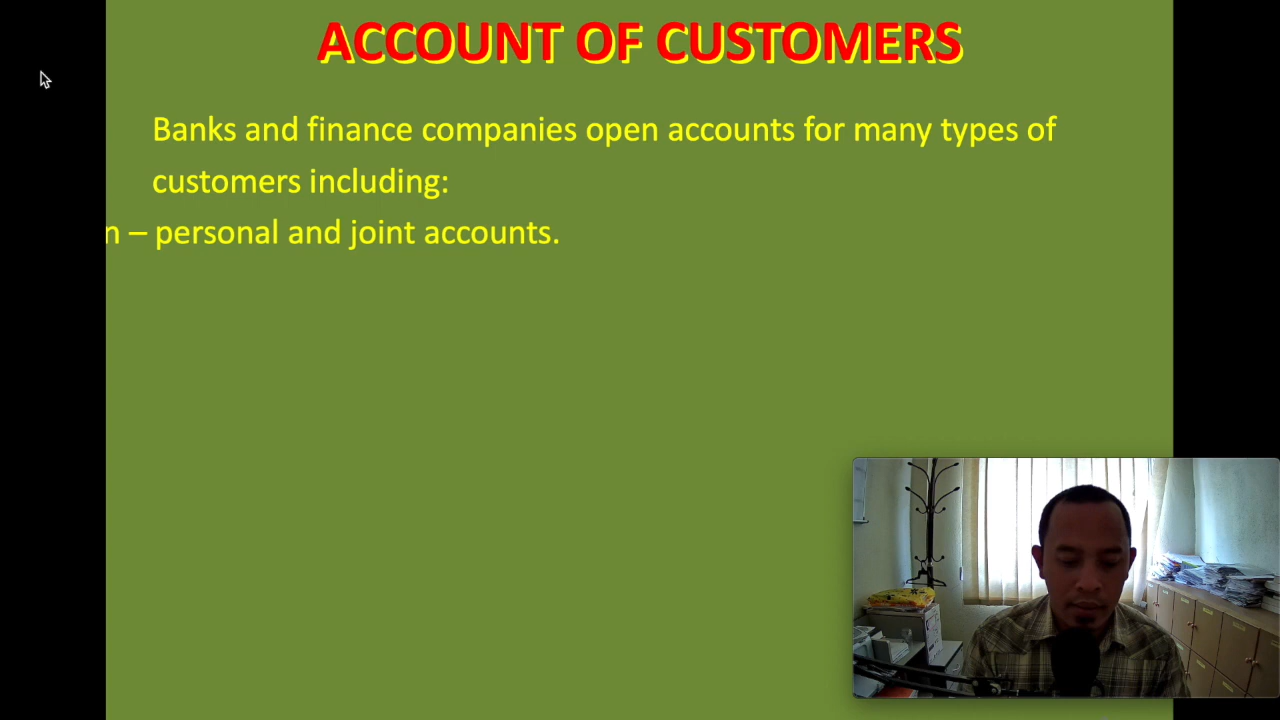 ACCOUNT OF CUSTOMERS
Banks and finance companies open accounts for many types of
customers including:
n – personal and joint accounts.